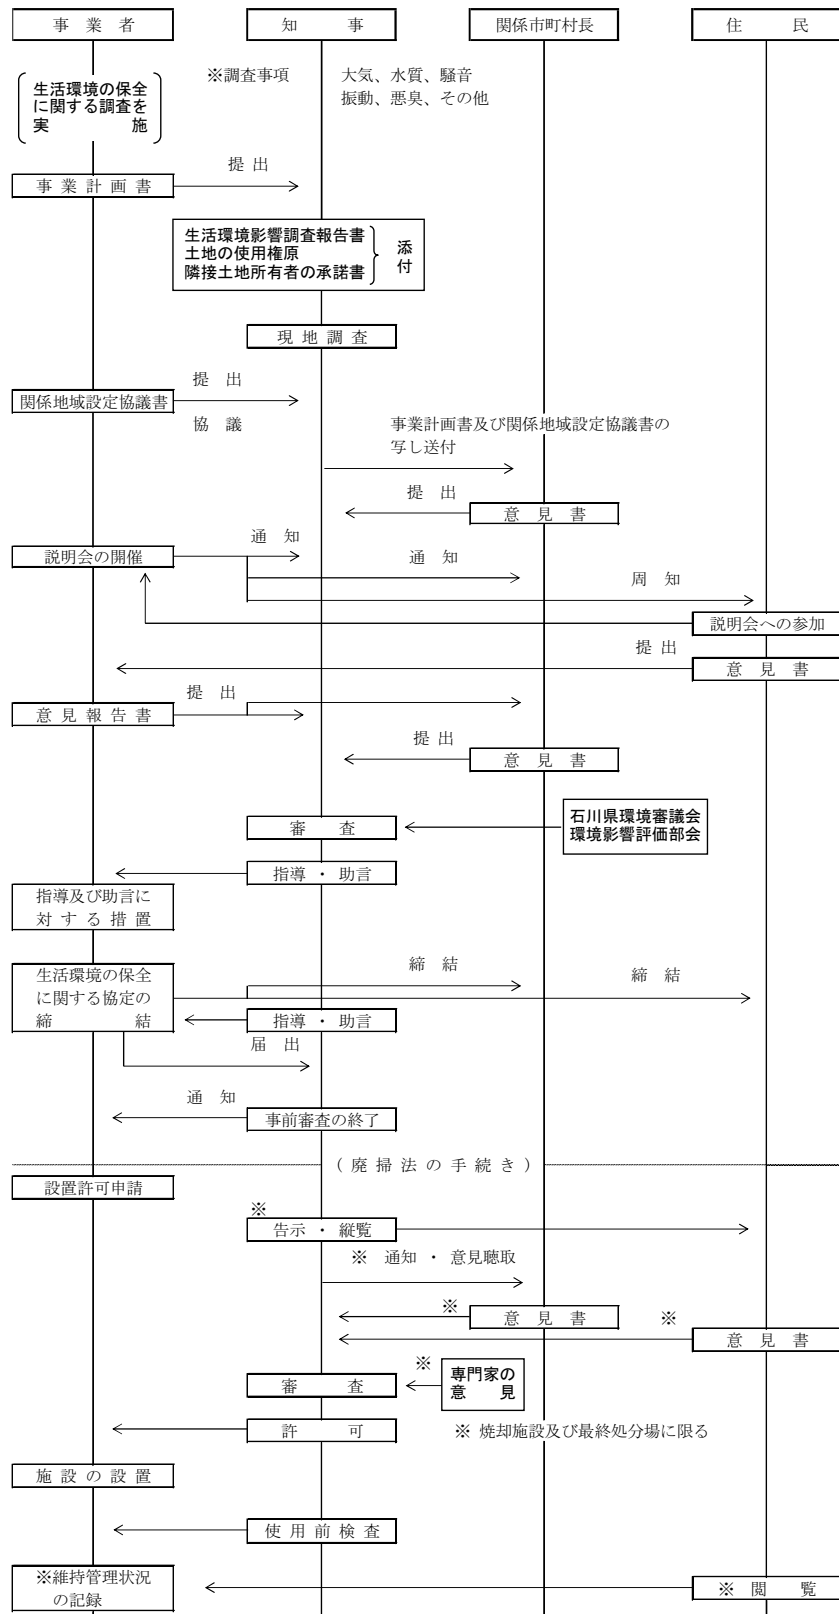 事業者
知事
関係市町村長
住民
生活環境の保全
に関する調査を
実施
※調査事項
大気、水質、騒音
振動、悪臭、その他
提出
事業計画書
生活環境影響調査報告書
土地の使用権原
隣接土地所有者の承諾書
添
付
現地調査
提出
関係地域設定協議書
協議
事業計画書及び関係地域設定協議書の
写し送付
提出
意見書
通知
説明会の開催
通知
周知
説明会への参加
提出
意見書
提出
意見報告書
提出
意見書
石川県環境審議会
環境影響評価部会
審査
指導・助言
指導及び助言に
対する措置
締結
締結
生活環境の保全
に関する協定の
締結
指導・助言
届出
通知
事前審査の終了
(廃掃法の手続き)
設置許可申請
※
告示・縦覧
※ 通知・意見聴取
※
意見書
※
意見書
※
専門家の
意見
審査
許可
※ 焼却施設及び最終処分場に限る
施設の設置
使用前検査
※維持管理状況
の記録
※閲覧